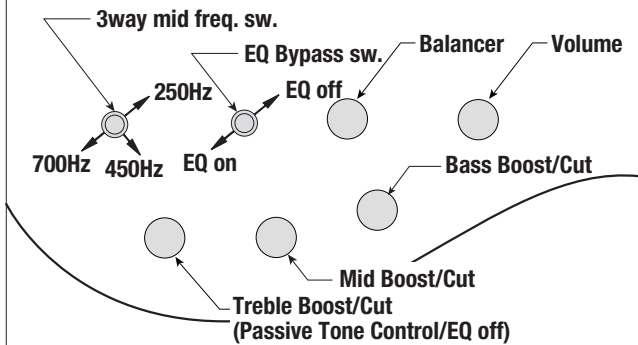 3way mid freq. sw.
EQ Bypass sw.
Balancer
Volume
250Hz
EQ off
700Hz
450Hz
EQ on
Bass Boost/Cut
Mid Boost/Cut
Treble Boost/Cut
(Passive Tone Control/EQ off)